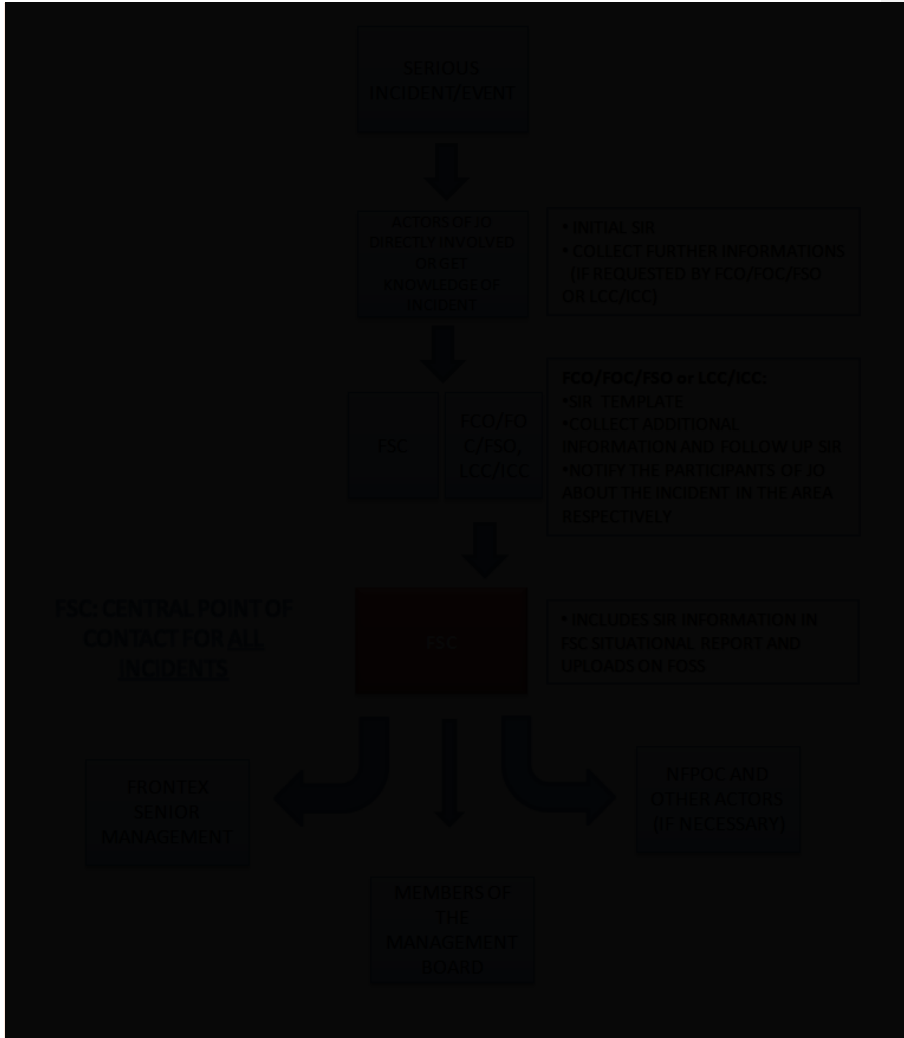 SERIOUS
INCIDENT/EVENT
ACTORS OF JO
DIRECTLY INVOLVED
OR GET
KNOWLEDGE OF
INCIDENT
• INITIAL SIR
• COLLECT FURTHER INFORMATIONS
(IF REQUESTED BY FCO/FOC/FSO
OR LCC/ICC)
FSC
FCO/FO
C/FSO,
LCC/ICC
FCO/FOC/FSO or LCC/ICC:
•SIR TEMPLATE
•COLLECT ADDITIONAL
INFORMATION AND FOLLOW UP SIR
•NOTIFY THE PARTICIPANTS OF JO
ABOUT THE INCIDENT IN THE AREA
RESPECTIVELY
FSC: CENTRAL POINT OF
CONTACT FOR ALL
INCIDENTS
FSC
• INCLUDES SIR INFORMATION IN
FSC SITUATIONAL REPORT AND
UPLOADS ON FOSS
FRONTEX
SENIOR
MANAGEMENT
NFPOC AND
OTHER ACTORS
(IF NECESSARY)
MEMBERS OF
THE
MANAGEMENT
BOARD